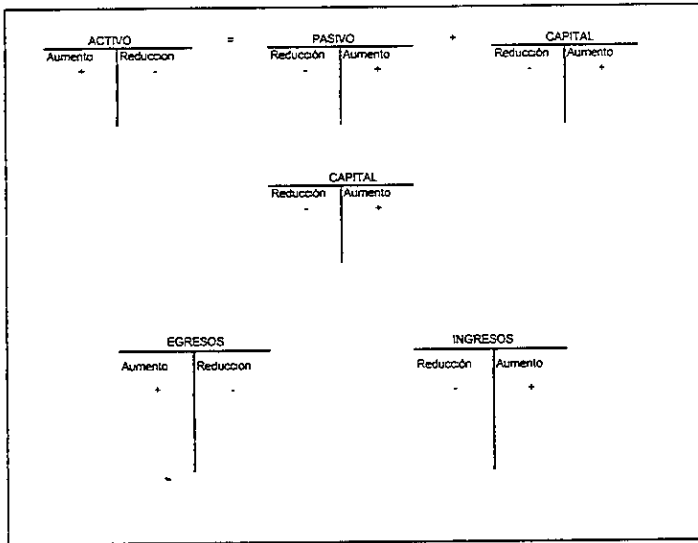 ACTIVO = PASIVO + CAPITAL
Aumento Reduccion Reducción Aumento Reducción Aumento
+ - - + - +
CAPITAL
Reducción Aumento
- +
EGRESOS INGRESOS
Aumento Reduccion Reducción Aumento
+ - - +